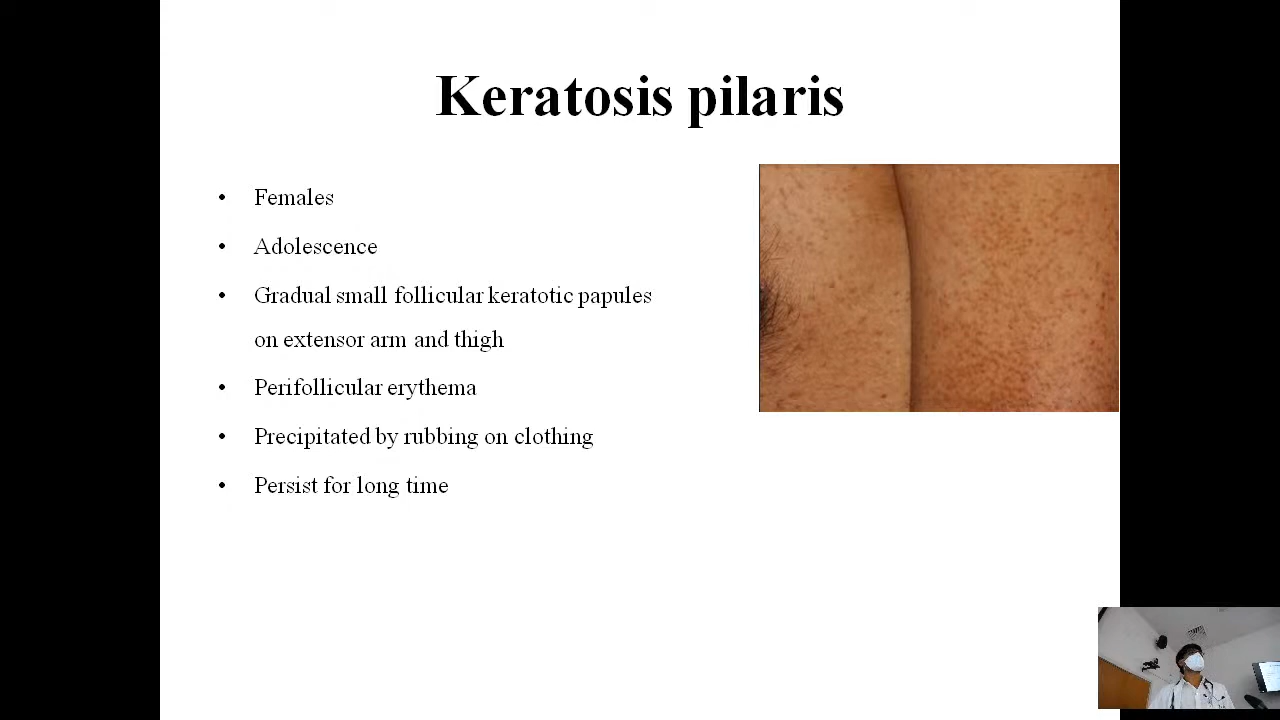 Keratosis pilaris
• Females
• Adolescence
• Gradual small follicular keratotic papules
on extensor arm and thigh
• Perifollicular erythema
• Precipitated by rubbing on clothing
• Persist for long time